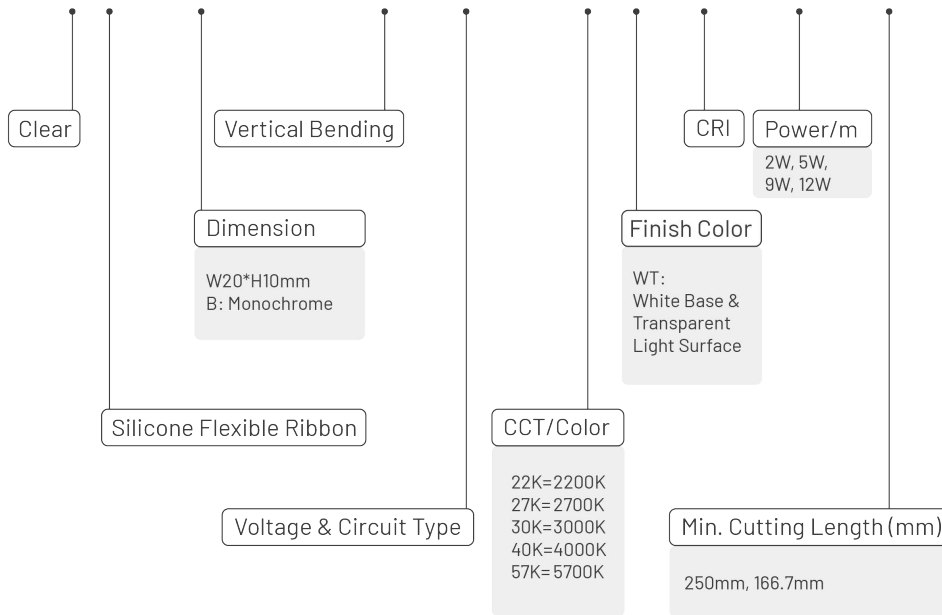 Clear
Vertical Bending
CRI
Power/m
2W, 5W,
9W, 12W
Dimension
W20*H10mm
B: Monochrome
Finish Color
WT:
White Base &
Transparent
Light Surface
Silicone Flexible Ribbon
CCT/Color
22K=2200K
27K=2700K
30K=3000K
40K=4000K
57K=5700K
Voltage & Circuit Type
Min. Cutting Length (mm)
250mm, 166.7mm